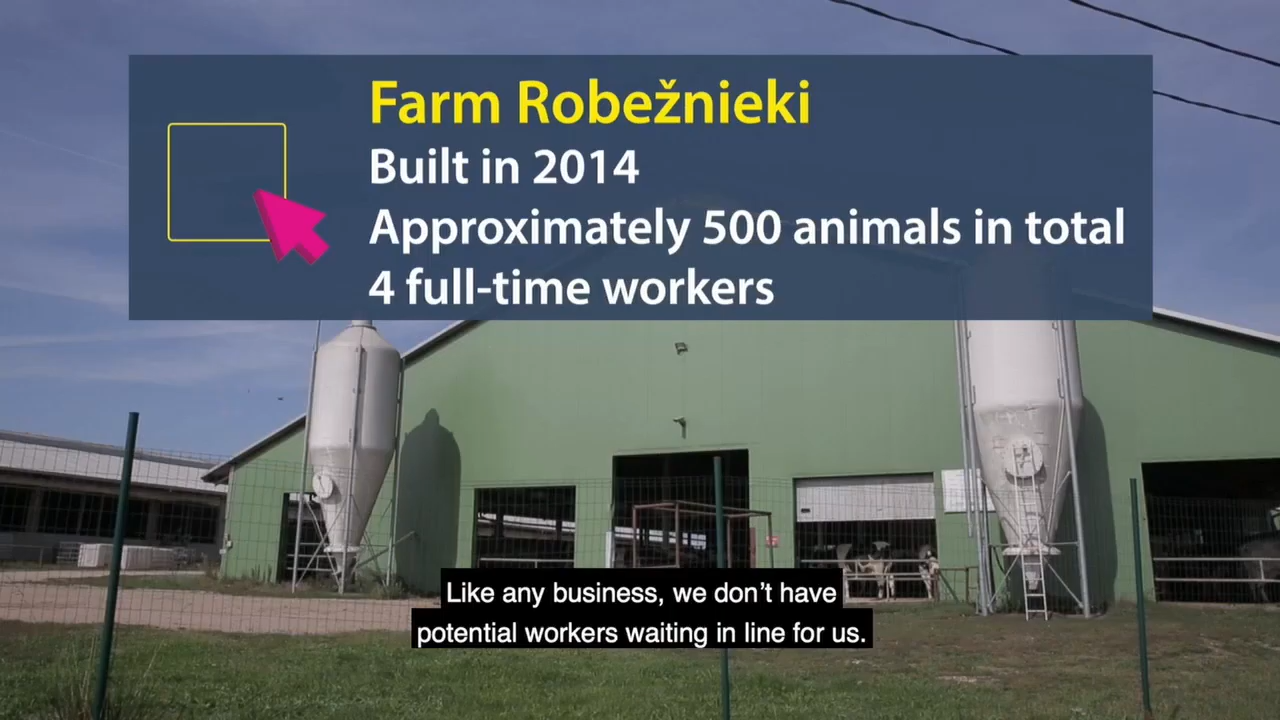 Farm Robežnieki
Built in 2014
Approximately 500 animals in total
4 full-time workers
Like any business, we don't have
potential workers waiting in line for us.